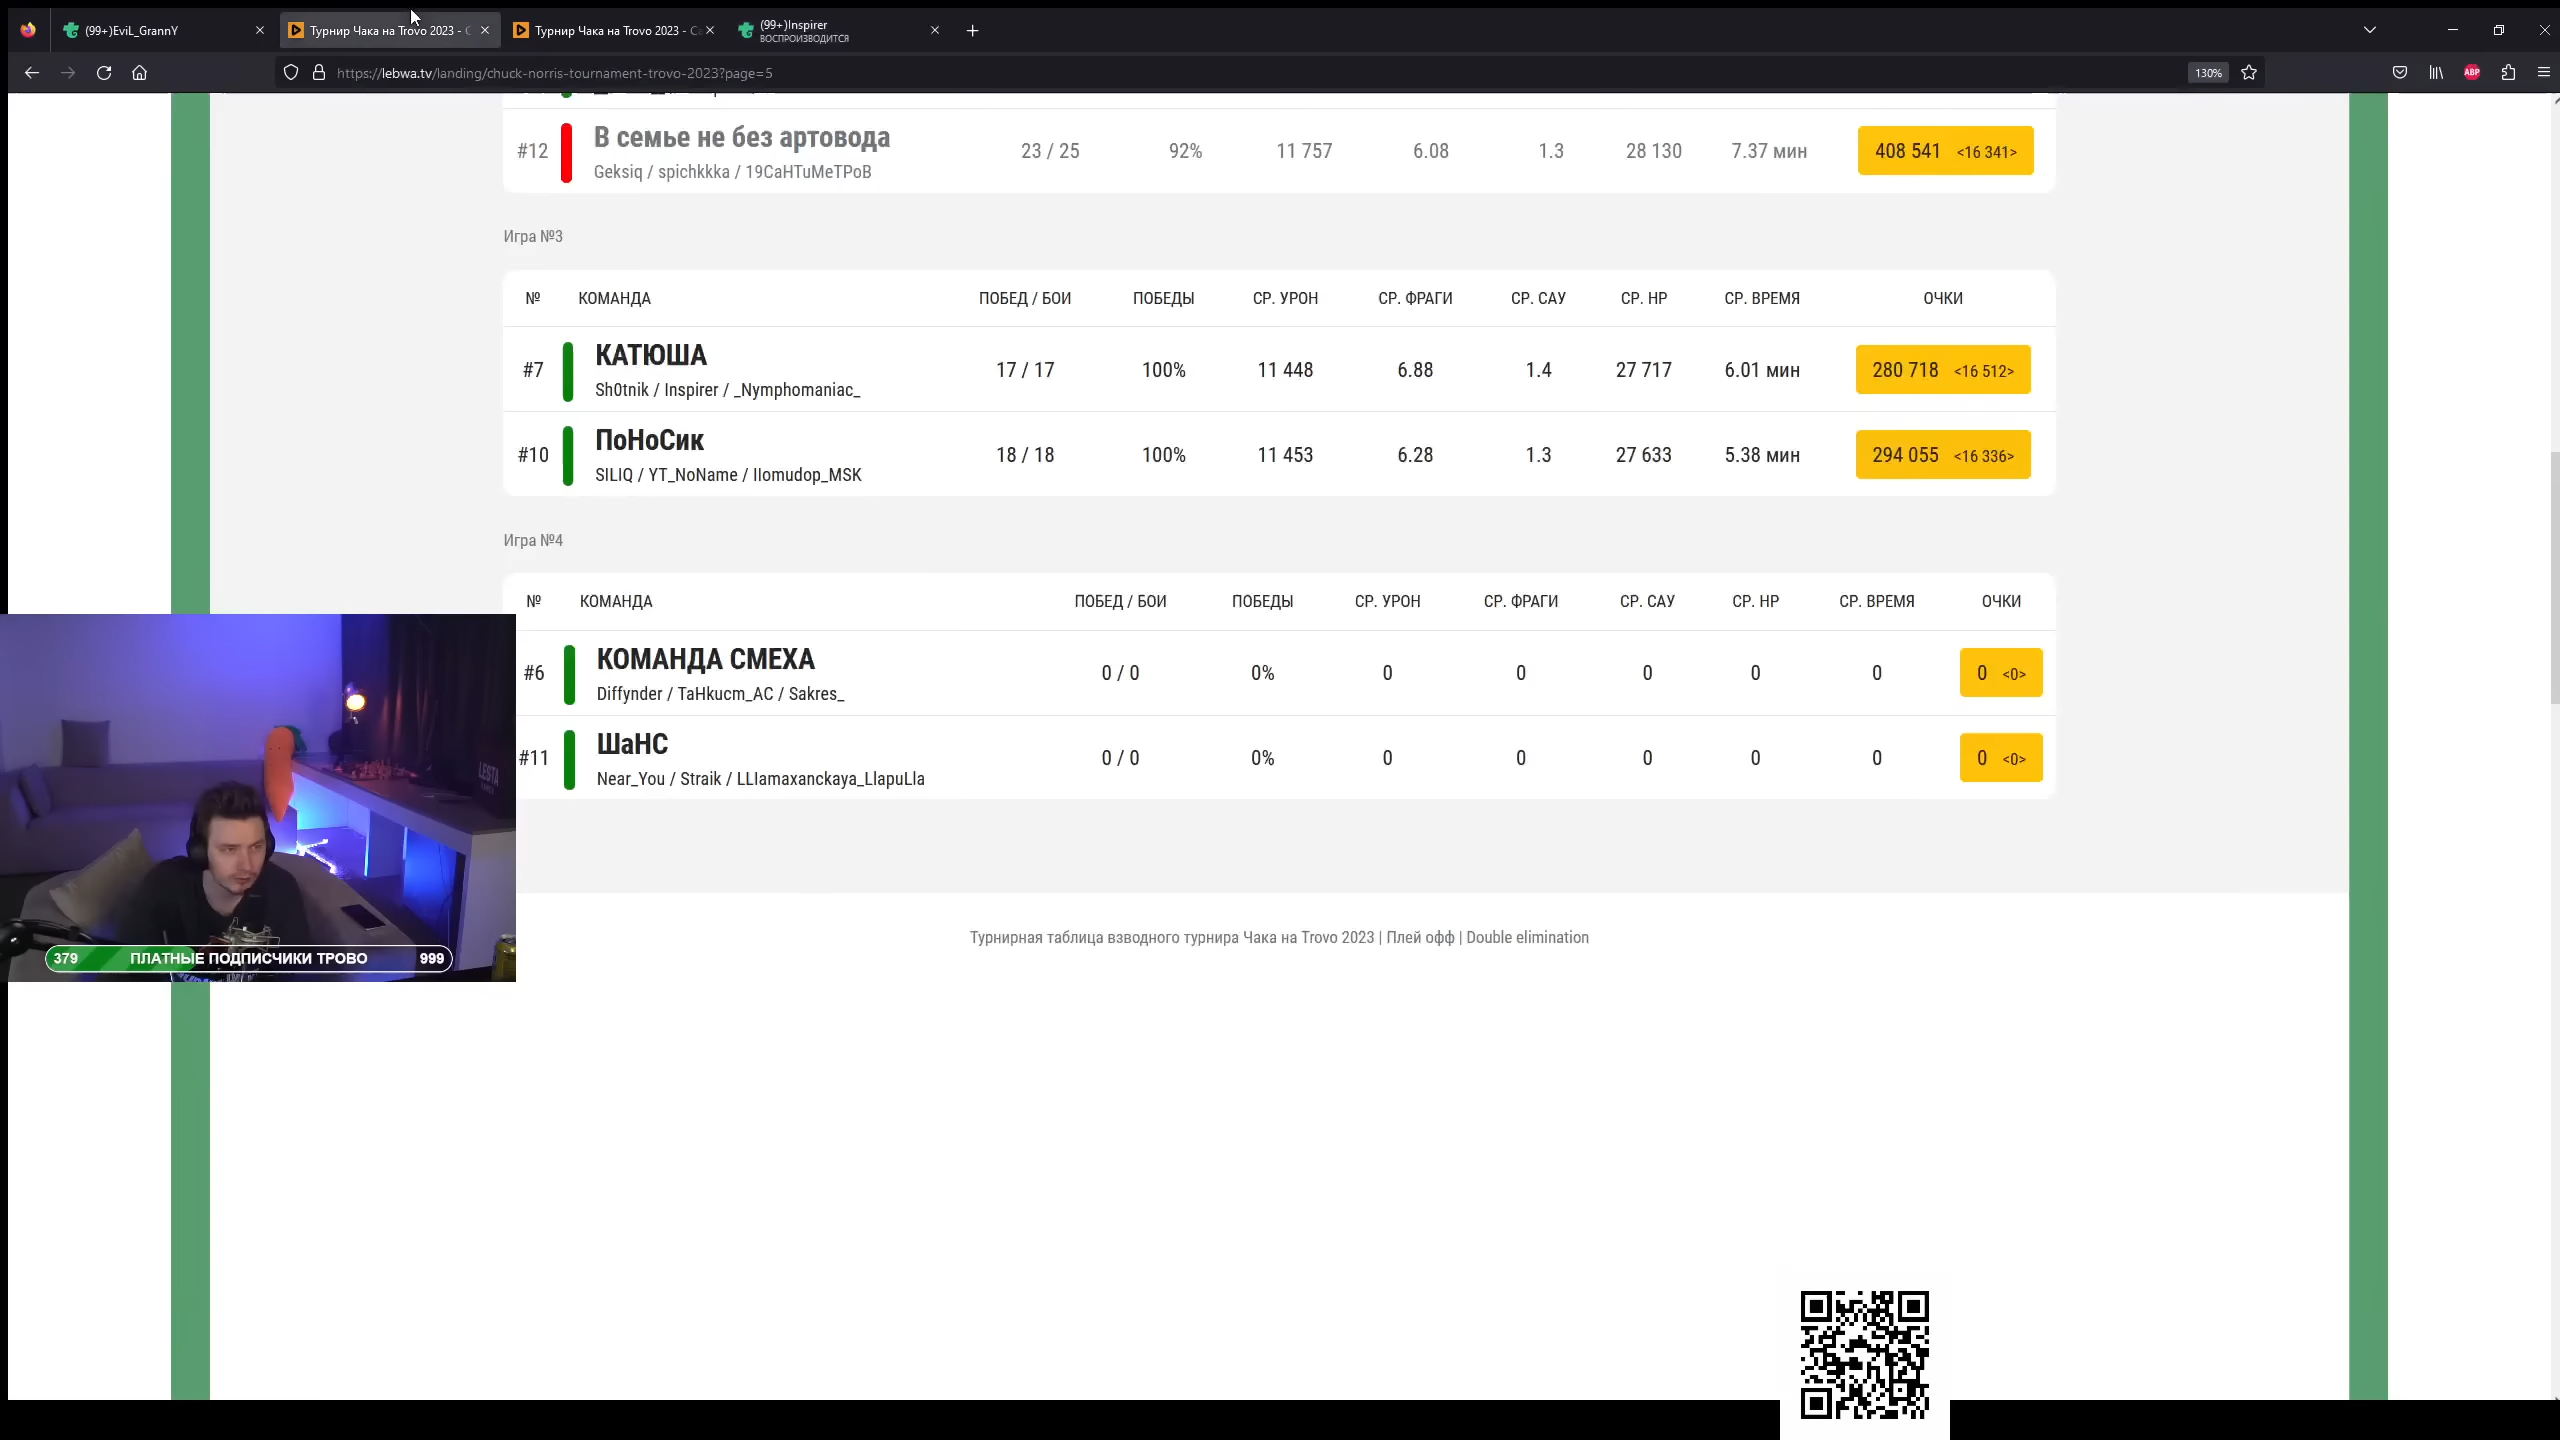 (99+)EviL_GrannY
Турнир Чака на Trovo 2023 - С
Турнир Чака на Trovo 2023 - Са
(99+)Inspirer
ВОСПРОИЗВОДИТСЯ
https://lebwa.tv/landing/chuck-norris-tournament-trovo-2023?page=5
130%
ABP
#12 В семье не без артовода 23 / 25 92% 11 757 6.08 1.3 28 130 7.37 мин 408 541 <16 341>
Geksiq / spichkkka / 19CaHTuMeTPoB
Игра №3
№ КОМАНДА ПОБЕД / БОИ ПОБЕДЫ СР. УРОН СР. ФРАГИ СР. САУ СР. HP СР. ВРЕМЯ ОЧКИ
#7 КАТЮША 17 / 17 100% 11 448 6.88 1.4 27 717 6.01 мин 280 718 <16 512>
Sh0tnik / Inspirer / _Nymphomaniac_
#10 ПоНоСик 18 / 18 100% 11 453 6.28 1.3 27 633 5.38 мин 294 055 <16 336>
SILIQ / YT_NoName / IIomudop_MSK
Игра №4
№ КОМАНДА ПОБЕД / БОИ ПОБЕДЫ СР. УРОН СР. ФРАГИ СР. САУ СР. HP СР. ВРЕМЯ ОЧКИ
#6 КОМАНДА СМЕХА 0 / 0 0% 0 0 0 0 0 0 <0>
Diffynder / TaHkucm_AC / Sakres_
#11 ШаНС 0 / 0 0% 0 0 0 0 0 0 <0>
Near_You / Straik / LLIamaxanckaya_LlapuLla
LESTA
379 ПЛАТНЫЕ ПОДПИСЧИКИ ТРОВО 999
Турнирная таблица взводного турнира Чака на Trovo 2023 | Плей офф | Double elimination